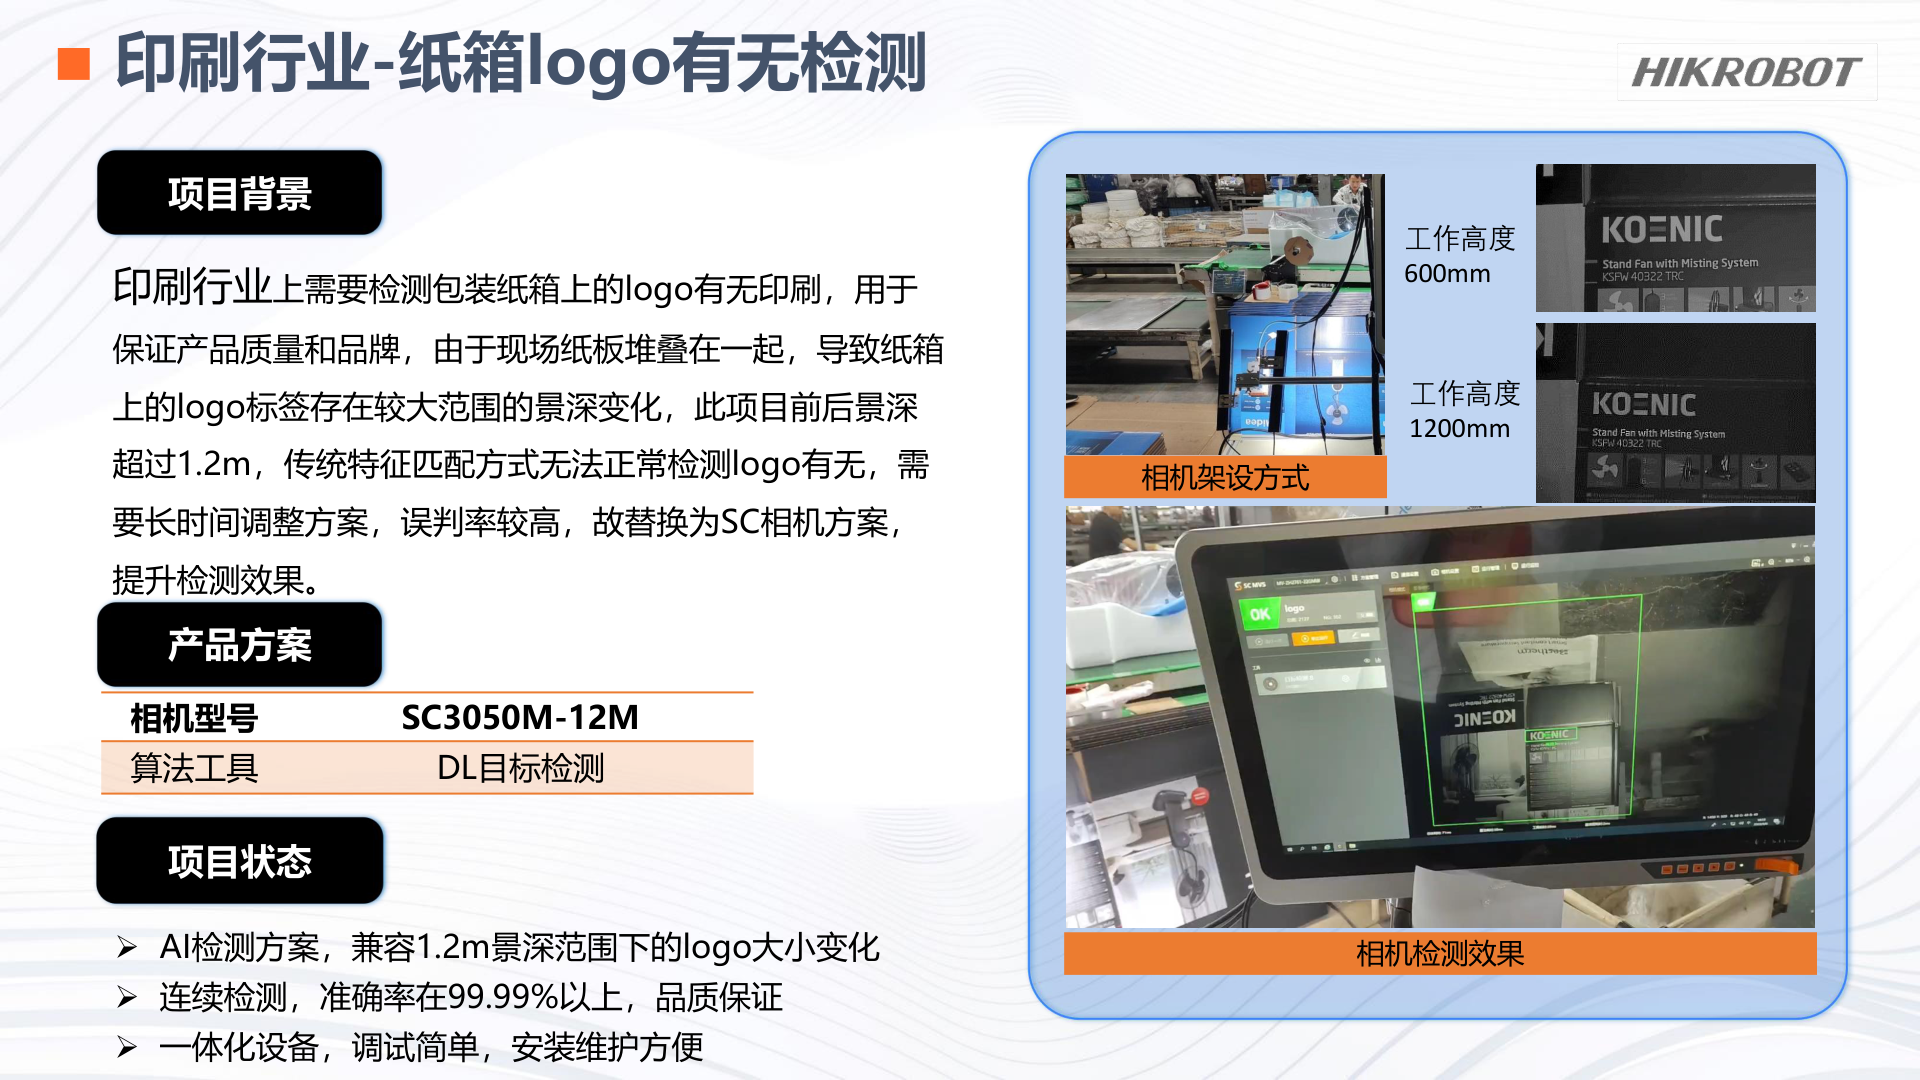 印刷行业-纸箱logo有无检测
HIKROBOT
项目背景
印刷行业上需要检测包装纸箱上的logo有无印刷，用于
保证产品质量和品牌，由于现场纸板堆叠在一起，导致纸箱
上的logo标签存在较大范围的景深变化，此项目前后景深
超过1.2m，传统特征匹配方式无法正常检测logo有无，需
要长时间调整方案，误判率较高，故替换为SC相机方案，
提升检测效果。
产品方案
相机型号 SC3050M-12M
算法工具 DL目标检测
项目状态
➢ AI检测方案，兼容1.2m景深范围下的logo大小变化
➢ 连续检测，准确率在99.99%以上，品质保证
➢ 一体化设备，调试简单，安装维护方便
相机架设方式
工作高度
600mm
KOENIC
Stand Fan with Misting System
KSFW 40322 TRC
工作高度
1200mm
KOENIC
Stand Fan with Misting System
KSFW 40322 TRC
SC MVS
OK
logo
KOENIC
KOENIC
相机检测效果